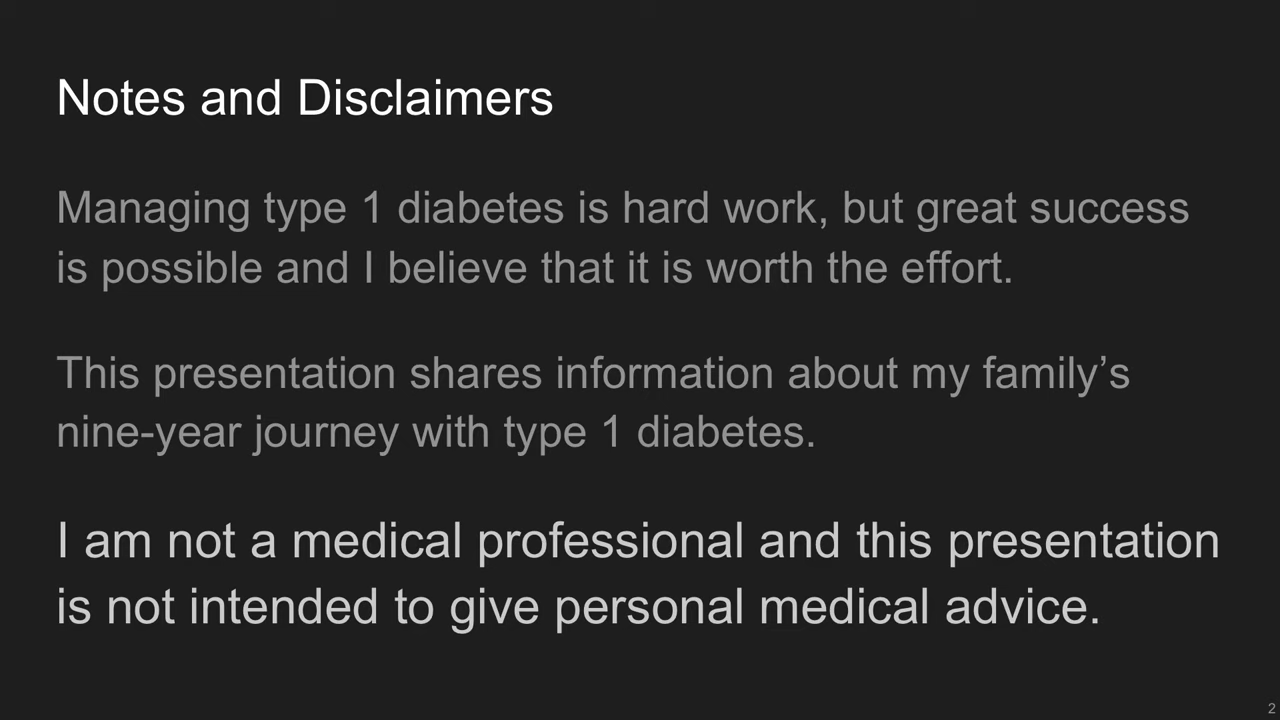 Notes and Disclaimers
Managing type 1 diabetes is hard work, but great success
is possible and I believe that it is worth the effort.
This presentation shares information about my family’s
nine-year journey with type 1 diabetes.
I am not a medical professional and this presentation
is not intended to give personal medical advice.
2